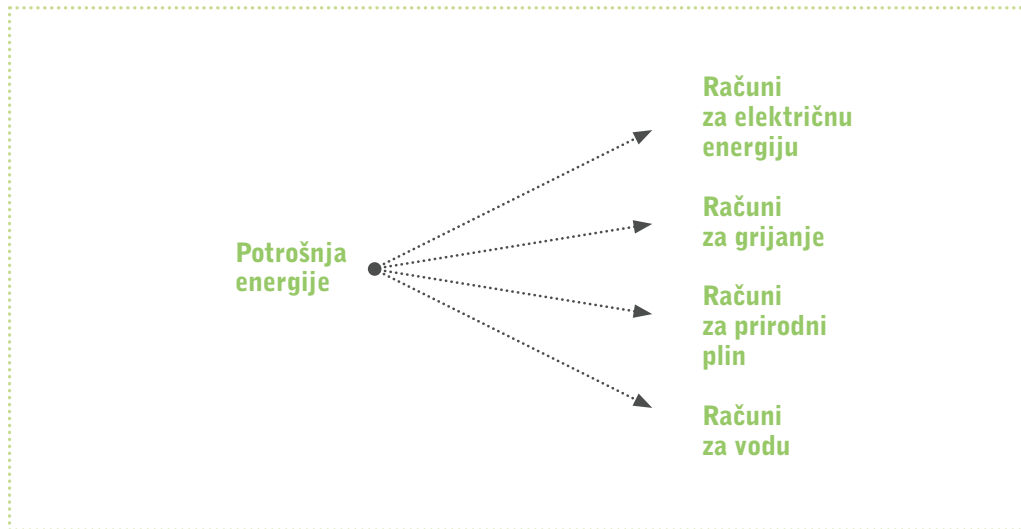 Potrošnja
energije
Računi
za električnu
energiju
Računi
za grijanje
Računi
za prirodni
plin
Računi
za vodu